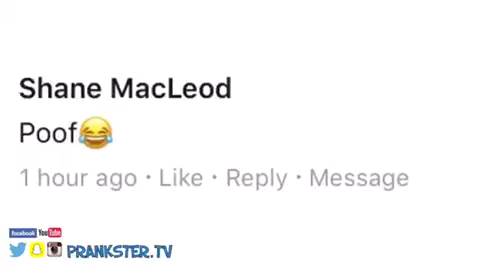 Shane MacLeod
Poof😂
1 hour ago · Like · Reply · Message
facebook YouTube
PRANKSTER.TV